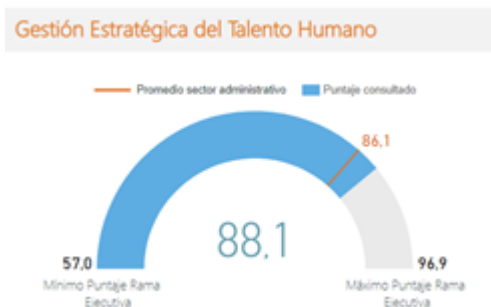 Gestión Estratégica del Talento Humano
Promedio sector administrativo Puntaje consultado
86,1
88,1
57,0 96,9
Mínimo Puntaje Rama Máximo Puntaje Rama
Ejecutiva Ejecutiva